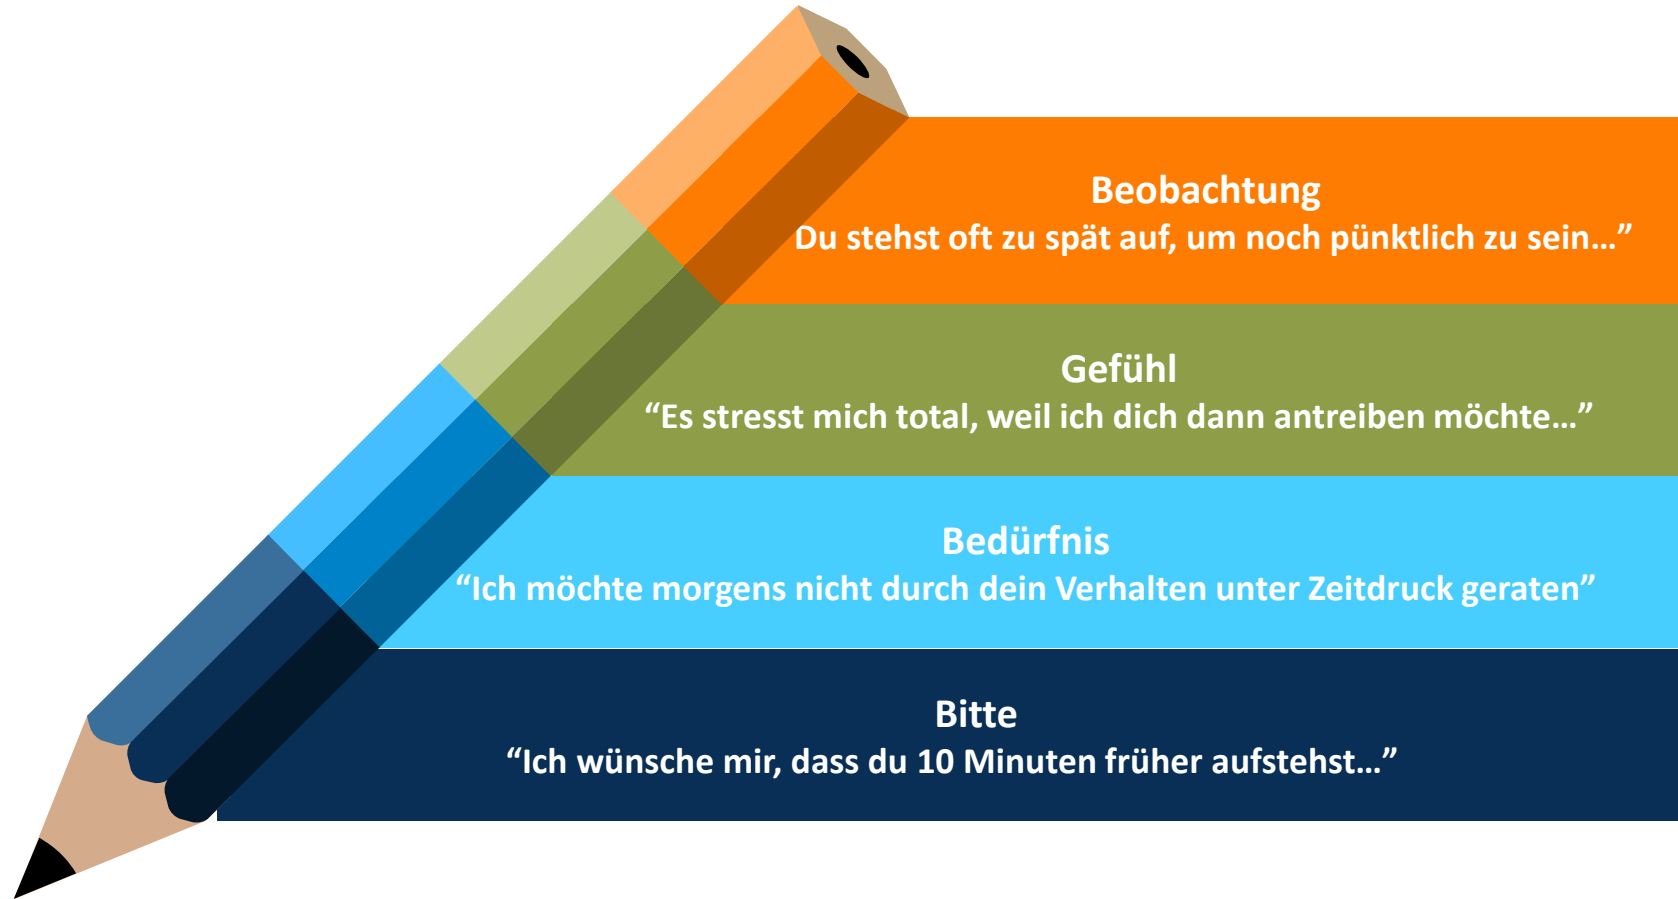 Beobachtung
Du stehst oft zu spät auf, um noch pünktlich zu sein…”
Gefühl
“Es stresst mich total, weil ich dich dann antreiben möchte…”
Bedürfnis
“Ich möchte morgens nicht durch dein Verhalten unter Zeitdruck geraten”
Bitte
“Ich wünsche mir, dass du 10 Minuten früher aufstehst…”